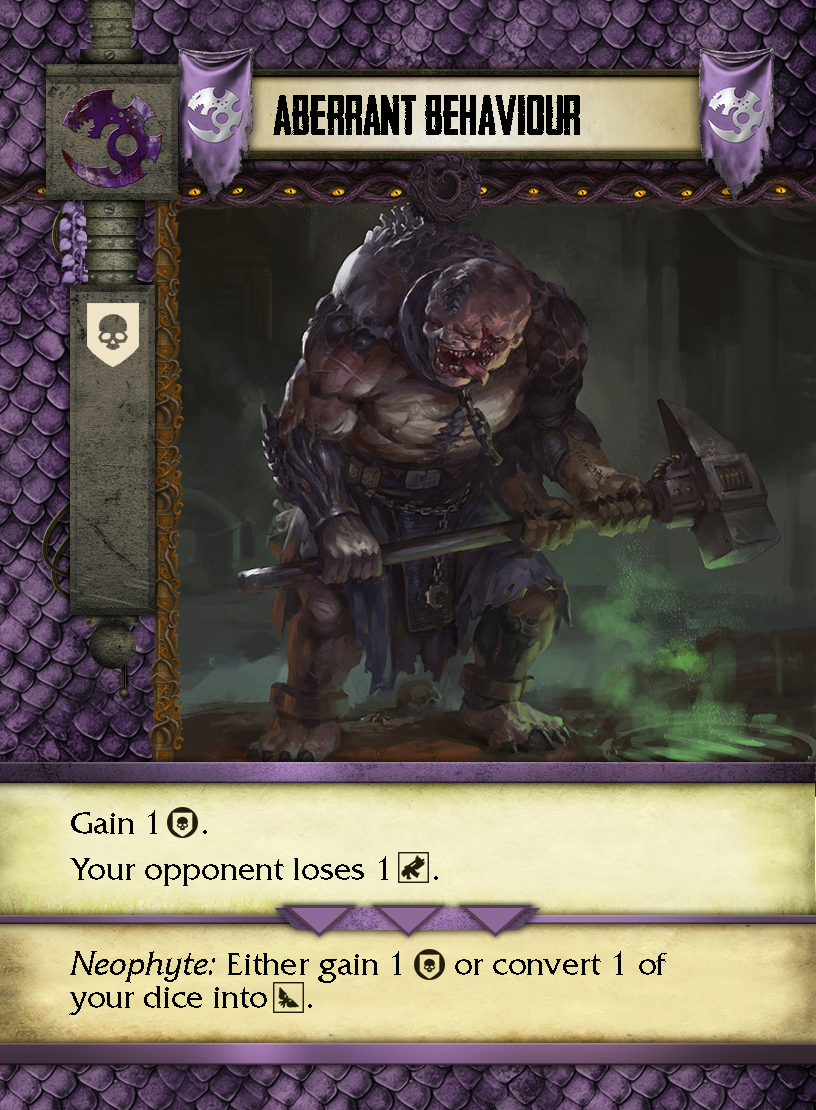 ABERRANT BEHAVIOUR
Gain 1 .
Your opponent loses 1 .
Neophyte: Either gain 1 or convert 1 of
your dice into .